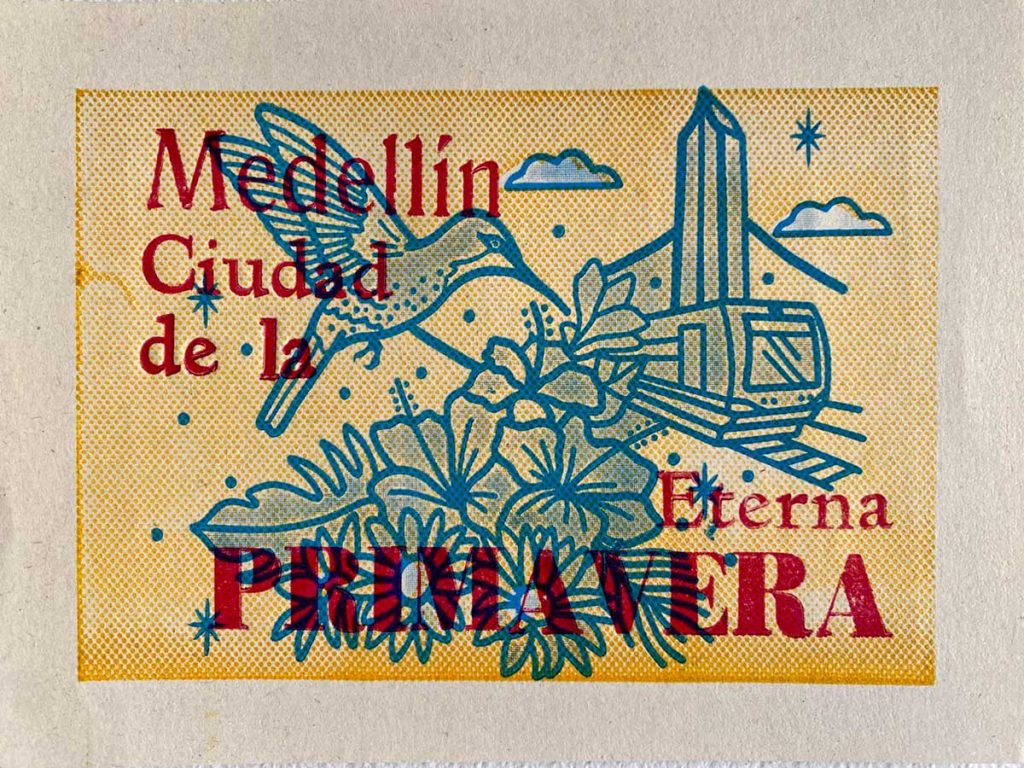 Medellín
Ciudad
de la
Eterna
PRIMAVERA